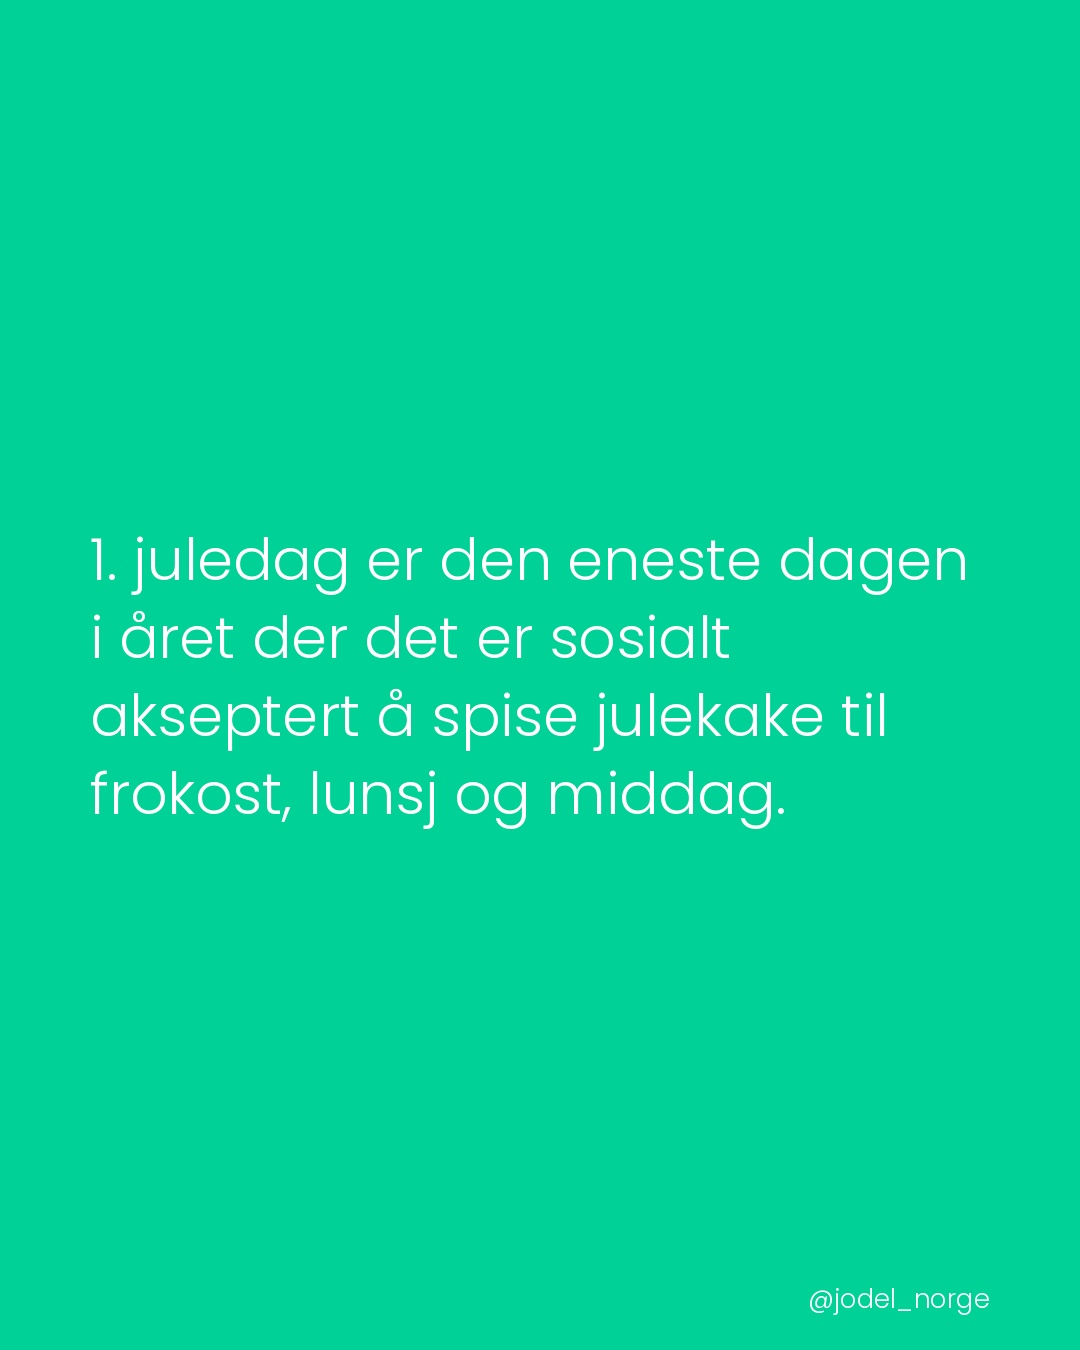 1. juledag er den eneste dagen
i året der det er sosialt
akseptert å spise julekake til
frokost, lunsj og middag.
@jodel_norge